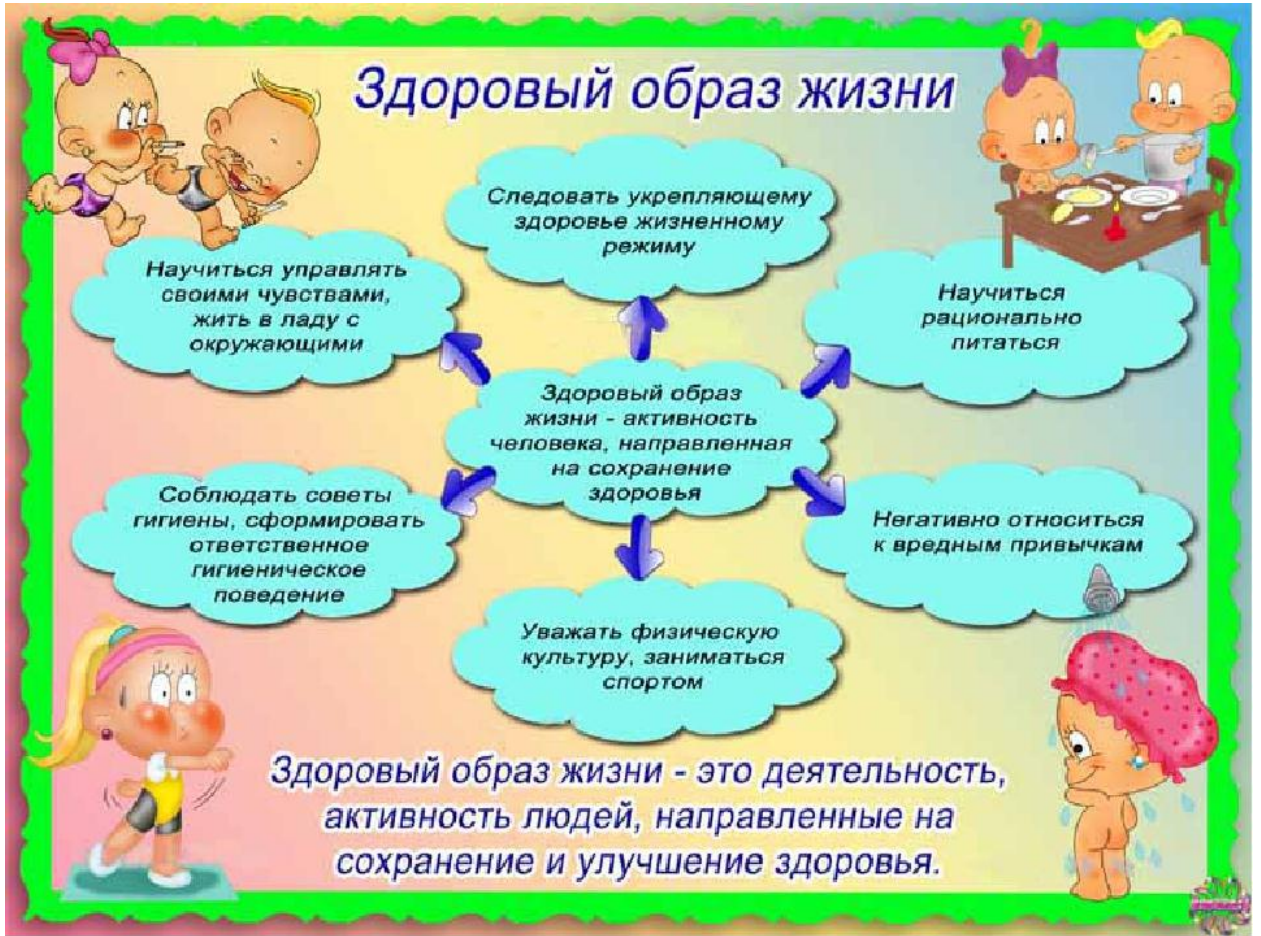 Здоровый образ жизни
Следовать укрепляющему
здоровье жизненному
режиму
Научиться управлять
своими чувствами,
жить в ладу с
окружающими
Научиться
рационально
питаться
Здоровый образ
жизни - активность
человека, направленная
на сохранение
здоровья
Соблюдать советы
гигиены, сформировать
ответственное
гигиеническое
поведение
Негативно относиться
к вредным привычкам
Уважать физическую
культуру, заниматься
спортом
Здоровый образ жизни - это деятельность,
активность людей, направленные на
сохранение и улучшение здоровья.